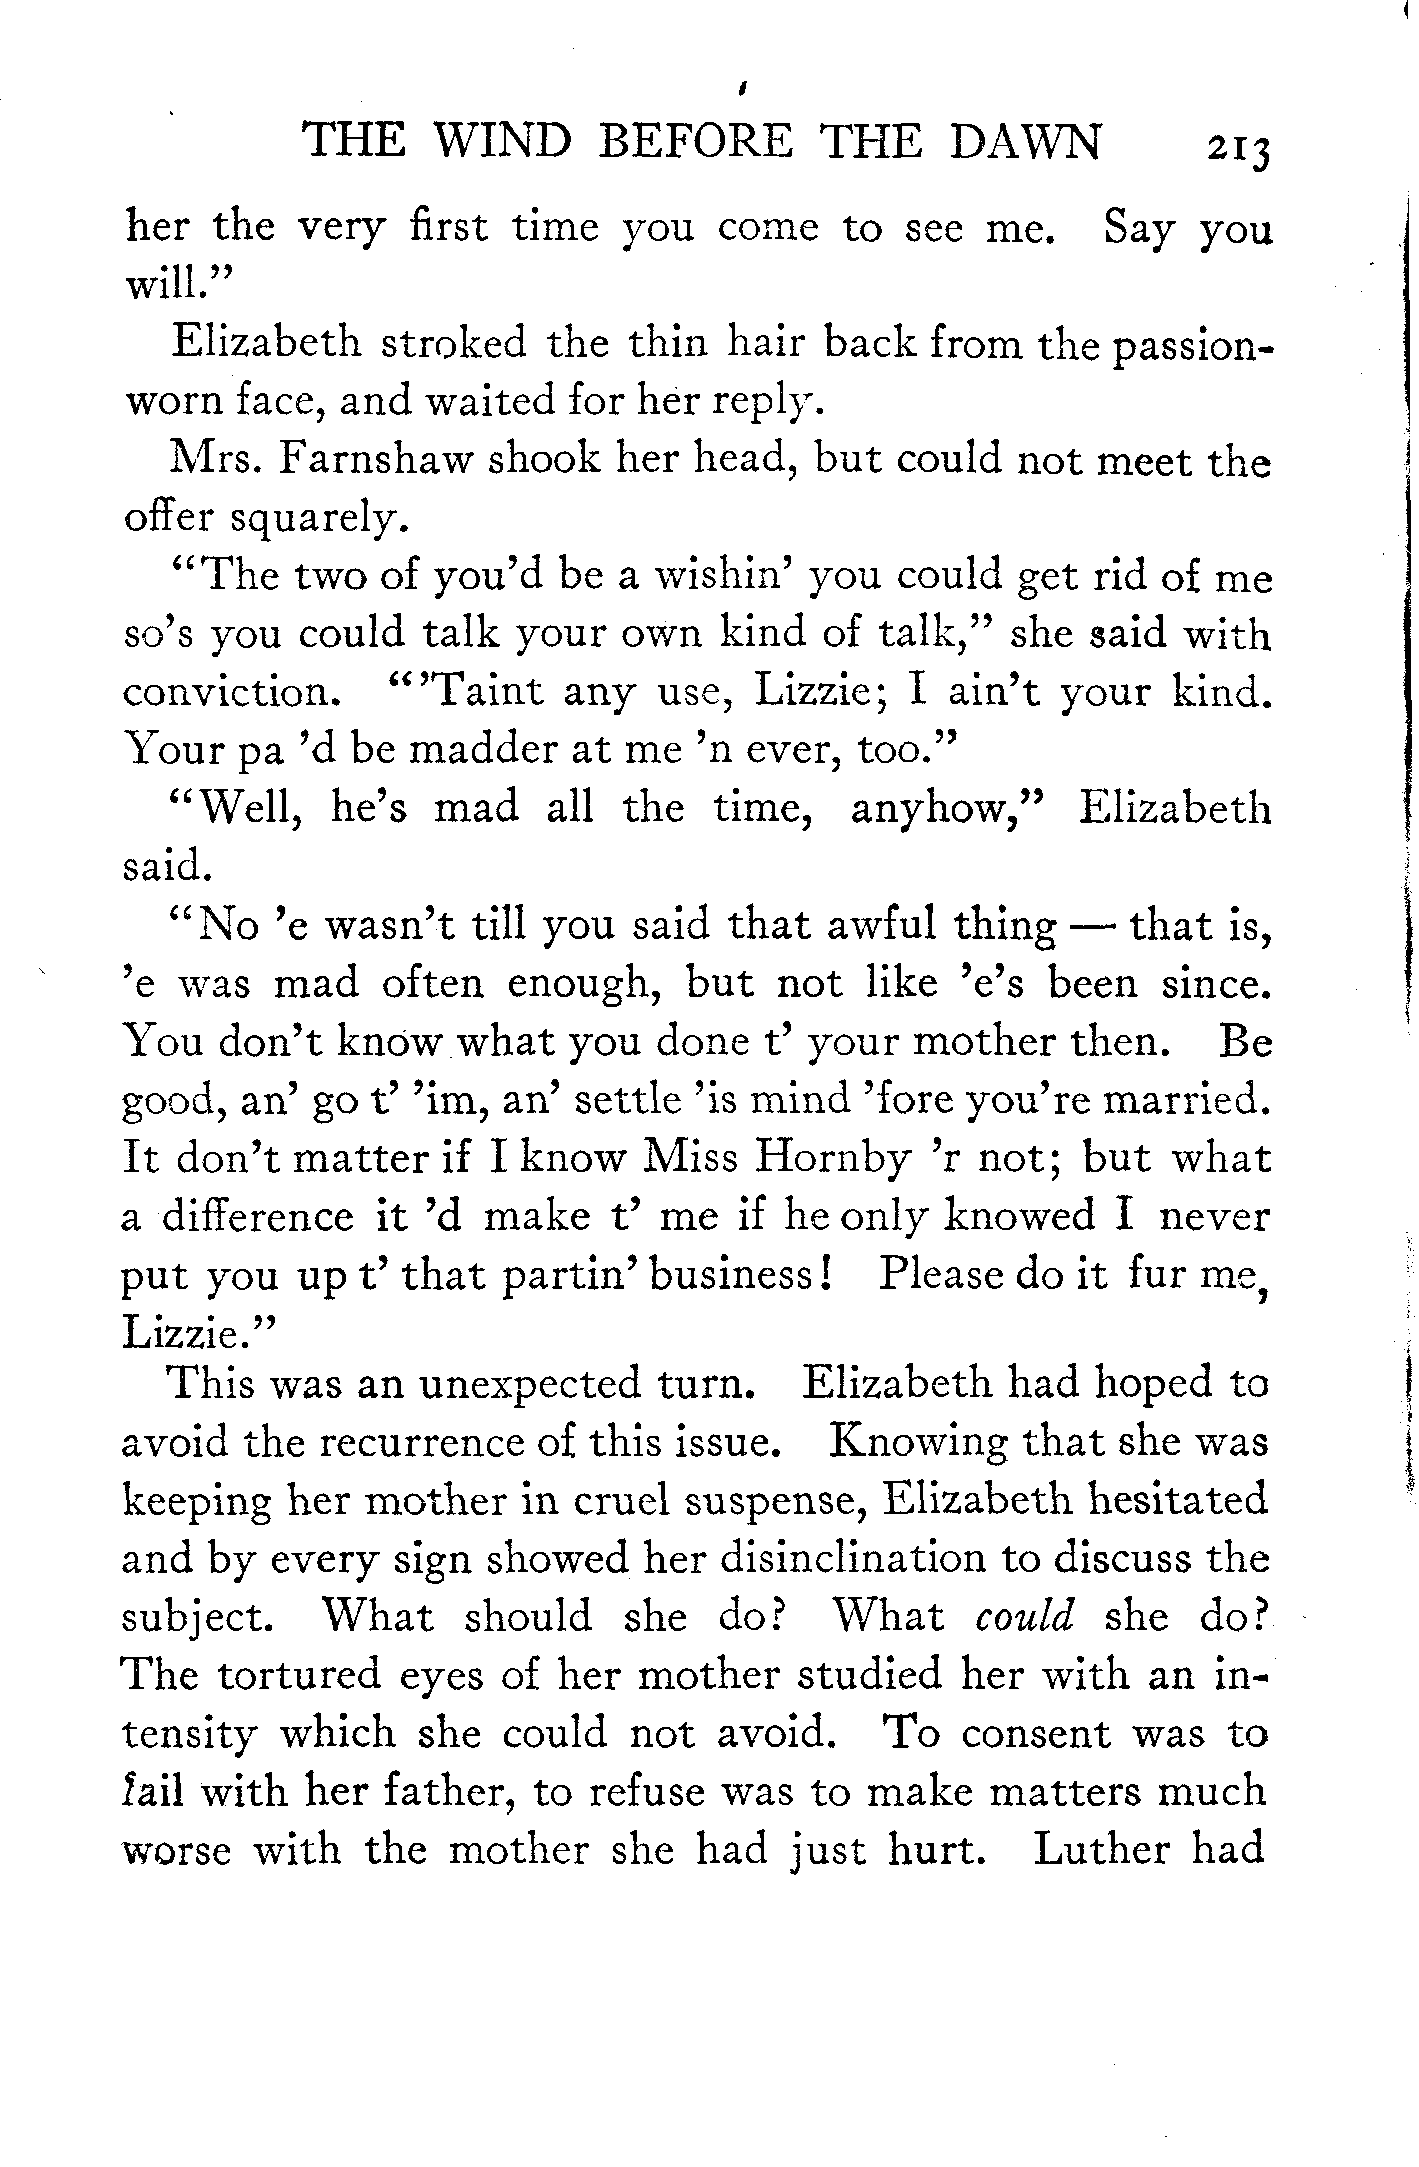 THE WIND BEFORE THE DAWN 213
her the very first time you come to see me. Say you
will.”
Elizabeth stroked the thin hair back from the passion-
worn face, and waited for her reply.
Mrs. Farnshaw shook her head, but could not meet the
offer squarely.
“The two of you’d be a wishin’ you could get rid of me
so’s you could talk your own kind of talk,” she said with
conviction. “’Taint any use, Lizzie; I ain’t your kind.
Your pa ’d be madder at me ’n ever, too.”
“Well, he’s mad all the time, anyhow,” Elizabeth
said.
“No ’e wasn’t till you said that awful thing — that is,
’e was mad often enough, but not like ’e’s been since.
You don’t know what you done t’ your mother then. Be
good, an’ go t’ ’im, an’ settle ’is mind ’fore you’re married.
It don’t matter if I know Miss Hornby ’r not; but what
a difference it ’d make t’ me if he only knowed I never
put you up t’ that partin’ business! Please do it fur me,
Lizzie.”
This was an unexpected turn. Elizabeth had hoped to
avoid the recurrence of this issue. Knowing that she was
keeping her mother in cruel suspense, Elizabeth hesitated
and by every sign showed her disinclination to discuss the
subject. What should she do? What could she do?
The tortured eyes of her mother studied her with an in-
tensity which she could not avoid. To consent was to
fail with her father, to refuse was to make matters much
worse with the mother she had just hurt. Luther had